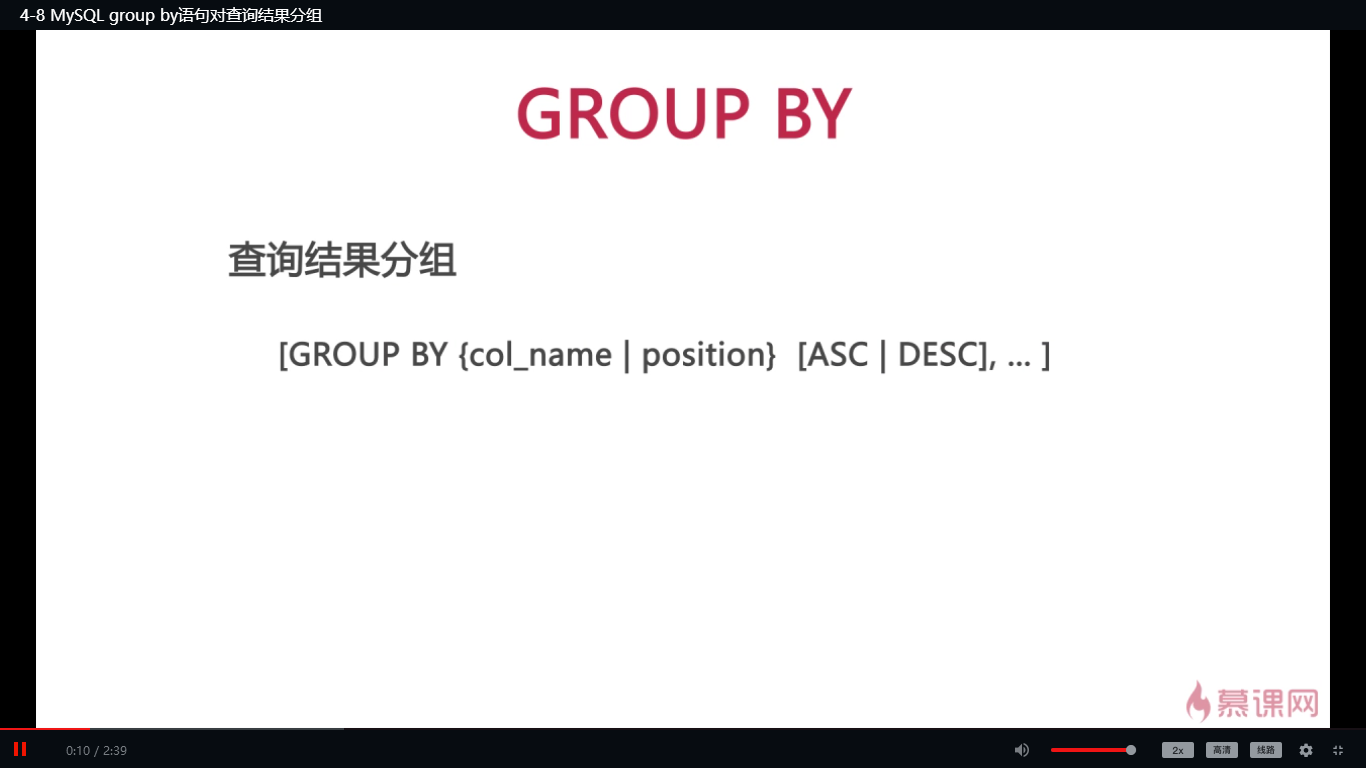 4-8 MySQL group by语句对查询结果分组
GROUP BY
查询结果分组
[GROUP BY {col_name | position} [ASC | DESC], ... ]
慕课网
0:10 / 2:39
2x
高清
线路